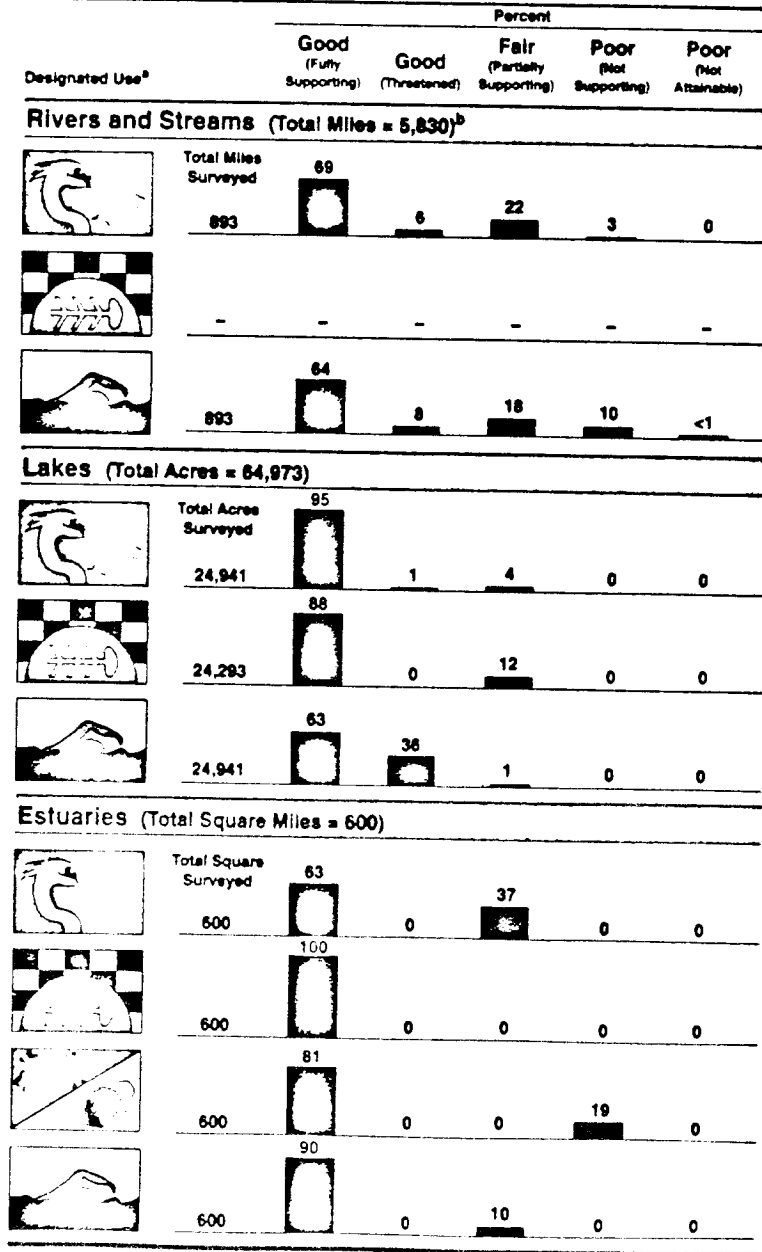 Percent
Designated Useª
Good (Fully Supporting)
Good (Threatened)
Fair (Partially Supporting)
Poor (Not Supporting)
Poor (Not Attainable)
Rivers and Streams (Total Miles = 5,830)ᵇ
Total Miles Surveyed
893 69 6 22 3 0
– – – – – –
893 64 8 18 10 <1
Lakes (Total Acres = 64,973)
Total Acres Surveyed
24,941 95 1 4 0 0
24,293 88 0 12 0 0
24,941 63 36 1 0 0
Estuaries (Total Square Miles = 600)
Total Square Surveyed
600 63 0 37 0 0
600 100 0 0 0 0
600 81 0 0 19 0
600 90 0 10 0 0